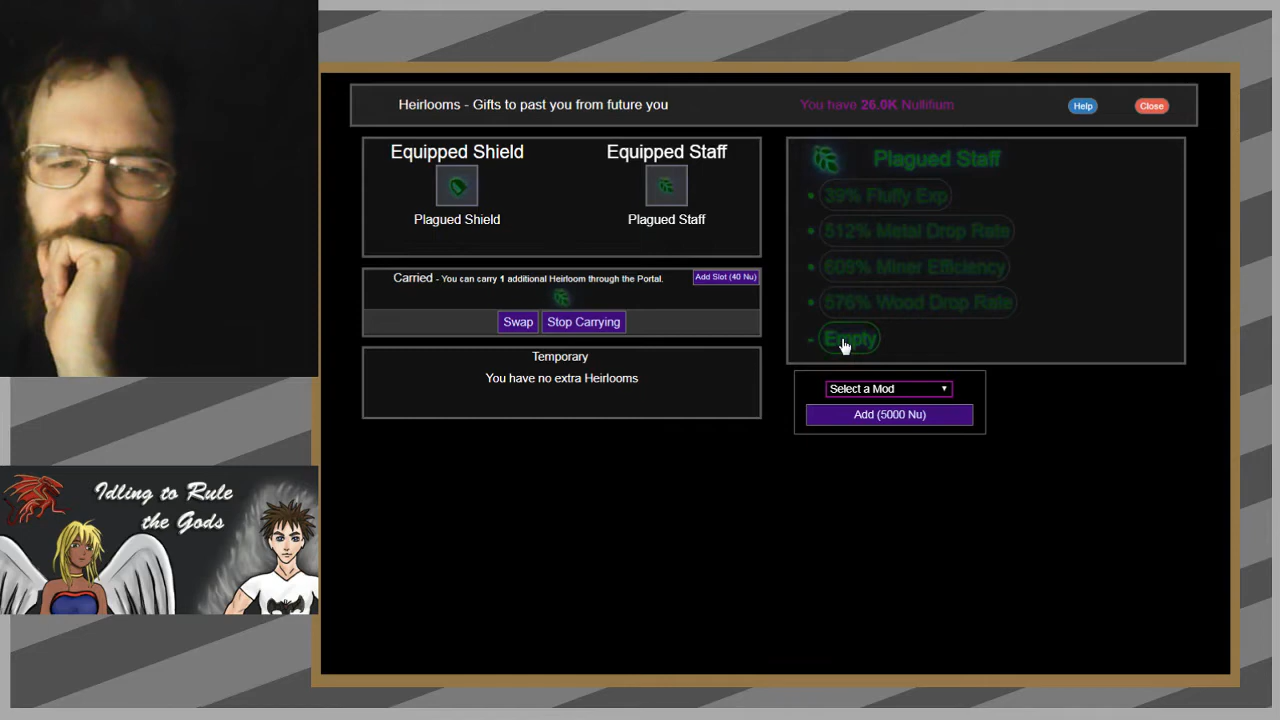 Heirlooms - Gifts to past you from future you
You have 26.0K Nullifium
Help
Close
Equipped Shield
Equipped Staff
Plagued Shield
Plagued Staff
Carried - You can carry 1 additional Heirloom through the Portal.
Add Slot (40 Nu)
Swap
Stop Carrying
Temporary
You have no extra Heirlooms
Plagued Staff
• 39% Fluffy Exp
• 512% Metal Drop Rate
• 608% Miner Efficiency
• 576% Wood Drop Rate
- Empty
Select a Mod
Add (5000 Nu)
Idling to Rule
the Gods